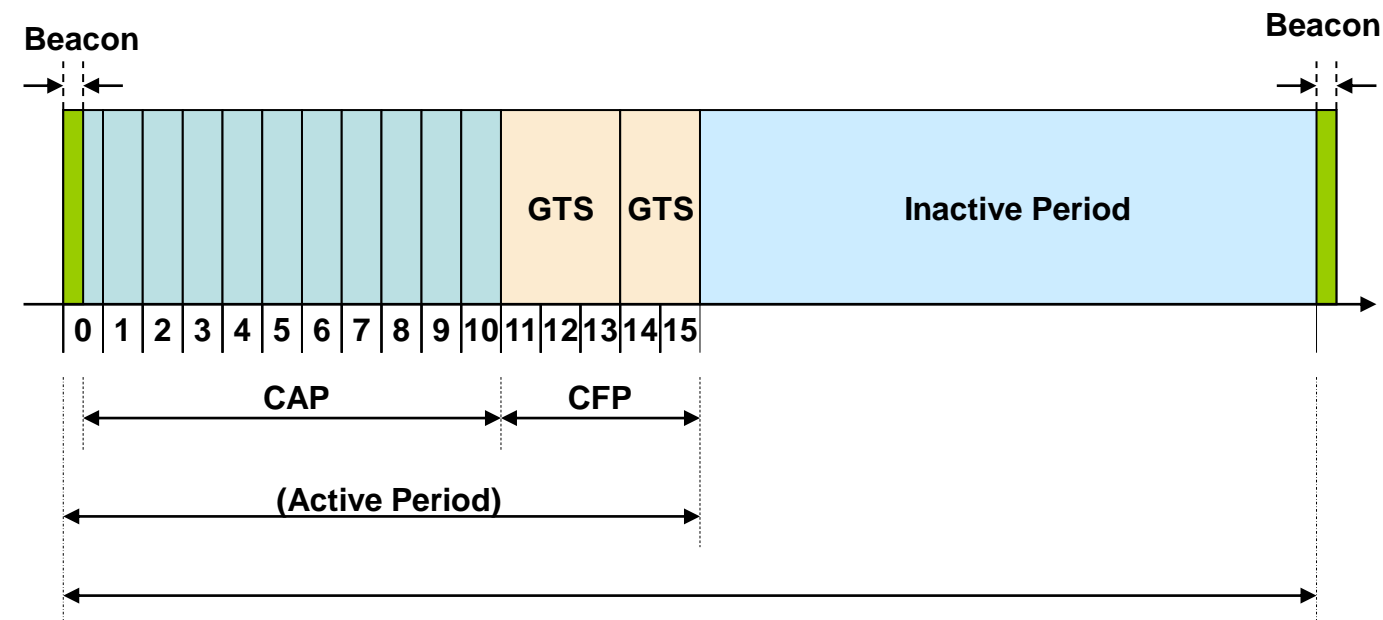 Beacon
Beacon
GTS GTS Inactive Period
0 1 2 3 4 5 6 7 8 9 10 11 12 13 14 15
CAP CFP
(Active Period)